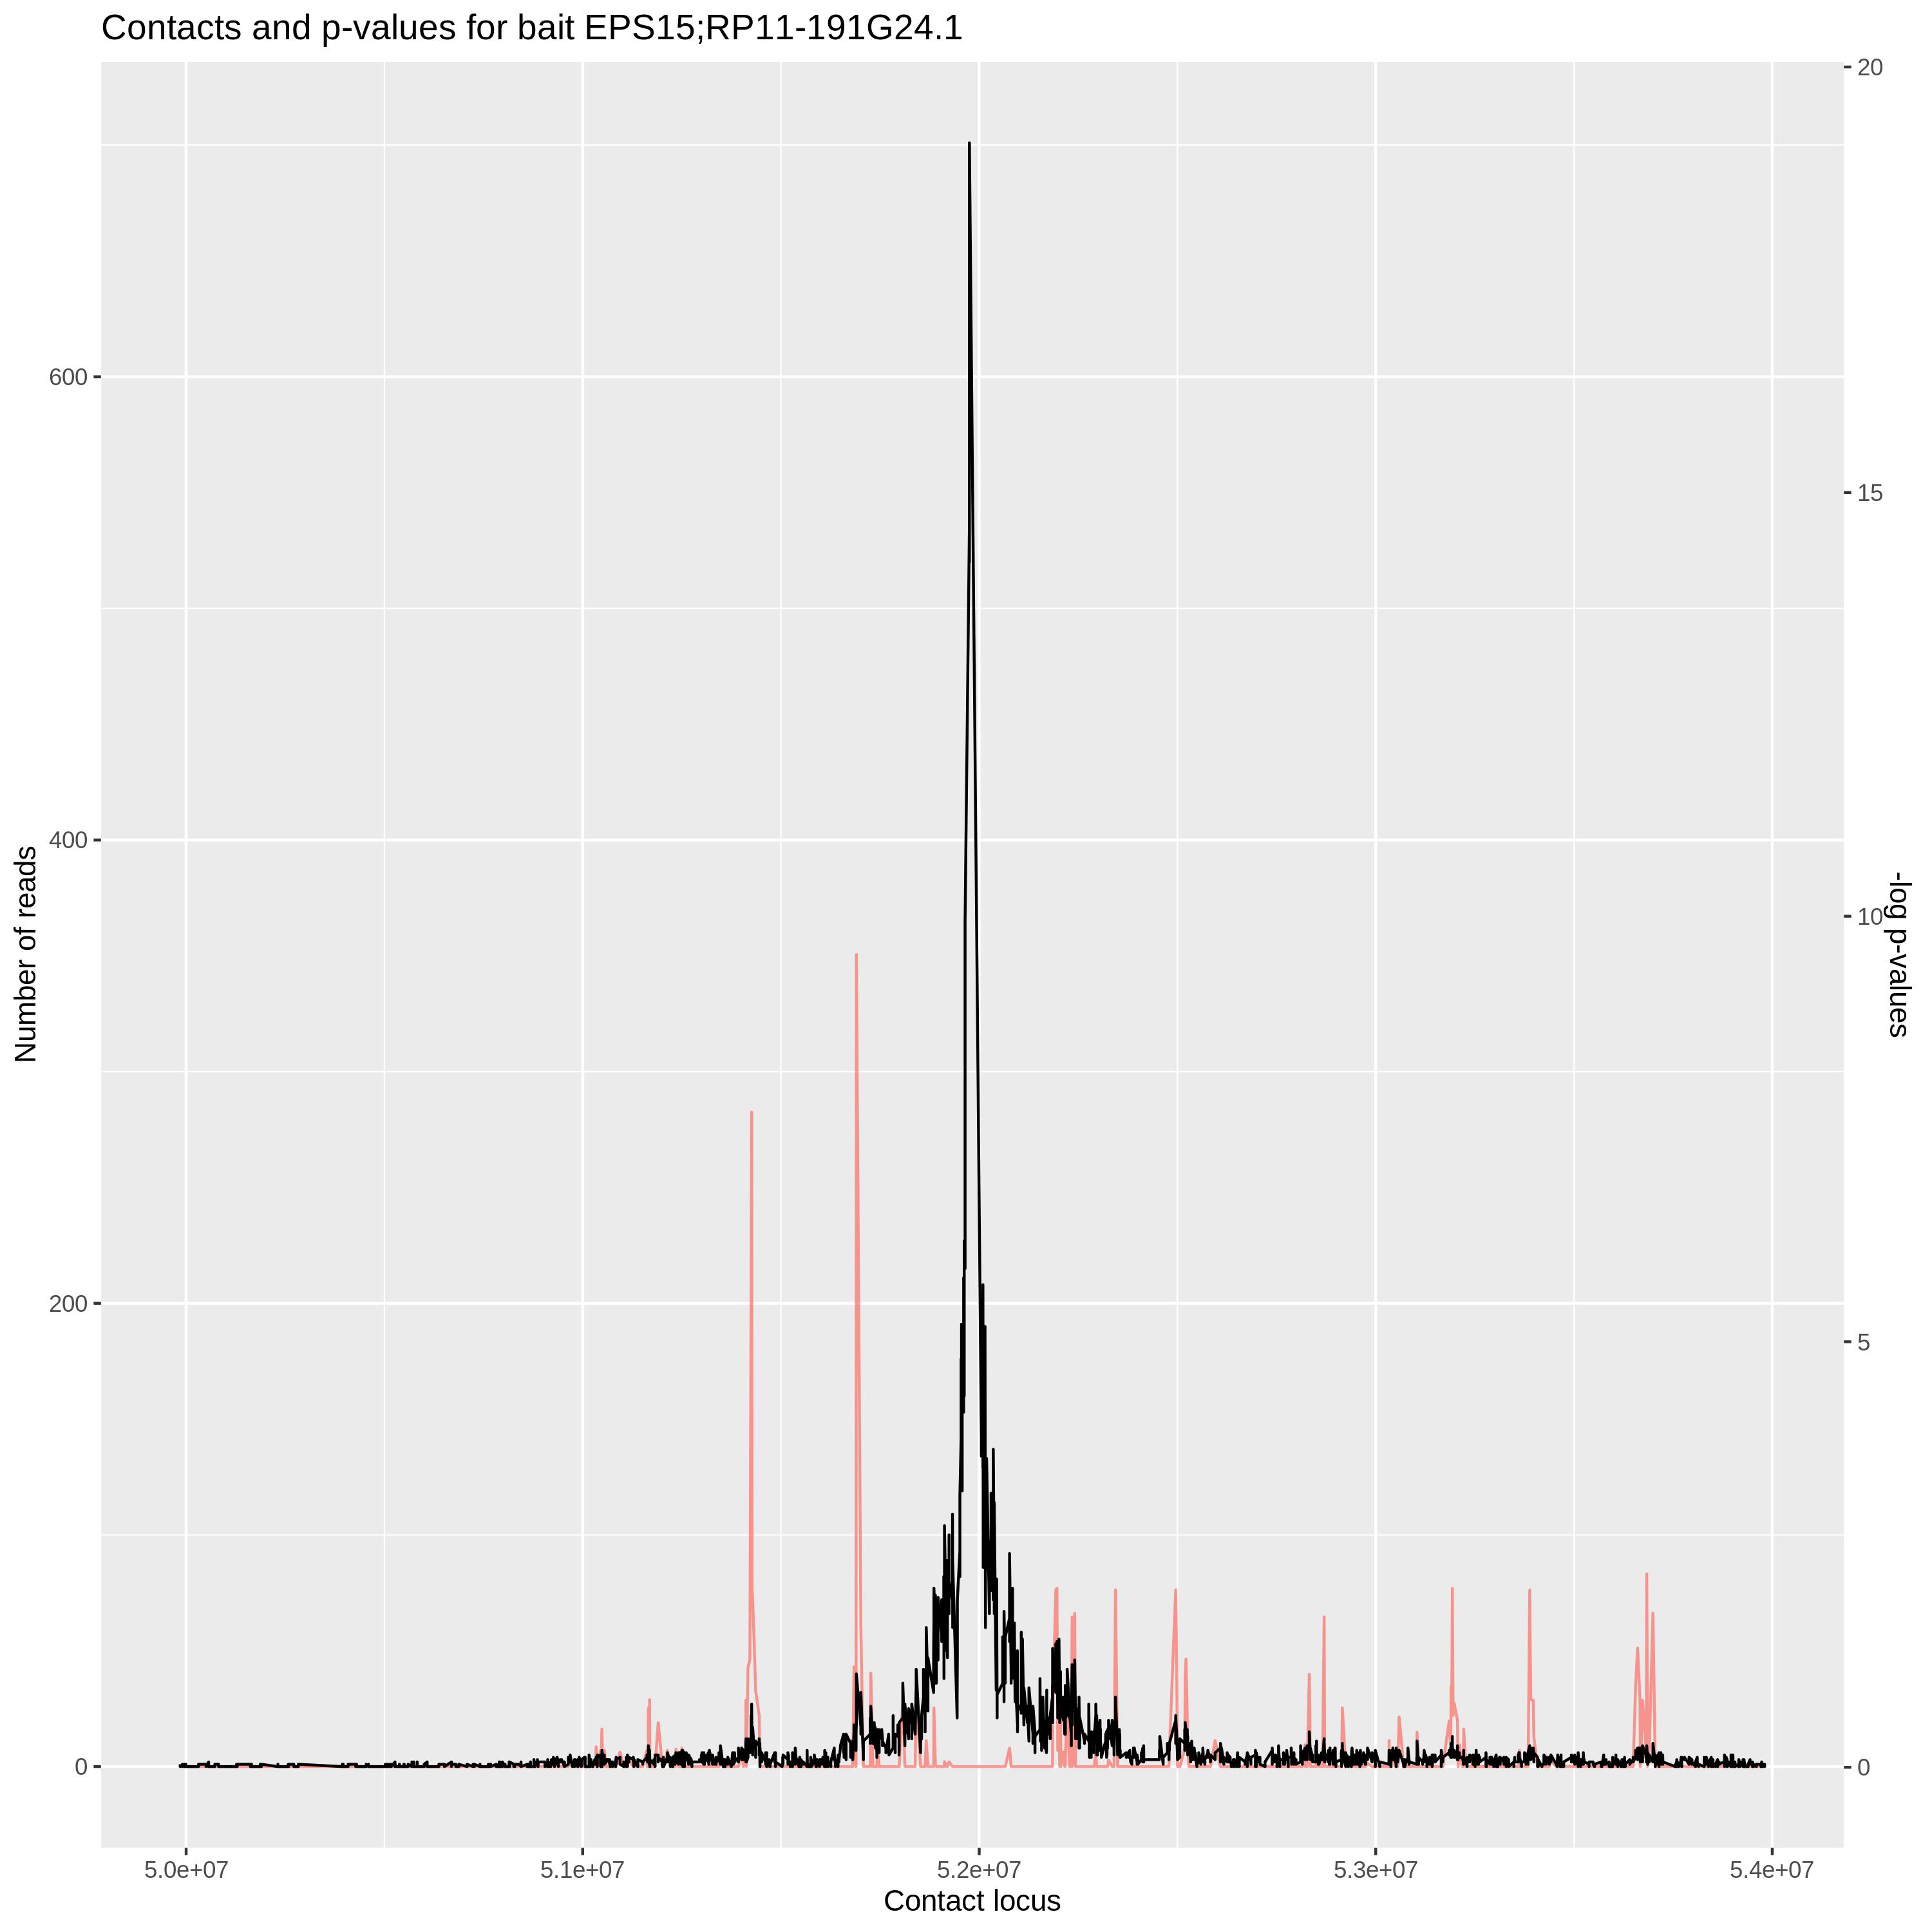 Contacts and p-values for bait EPS15;RP11-191G24.1
20
15
10
5
0
-log p-values
600
400
200
0
Number of reads
5.0e+07
5.1e+07
5.2e+07
5.3e+07
5.4e+07
Contact locus